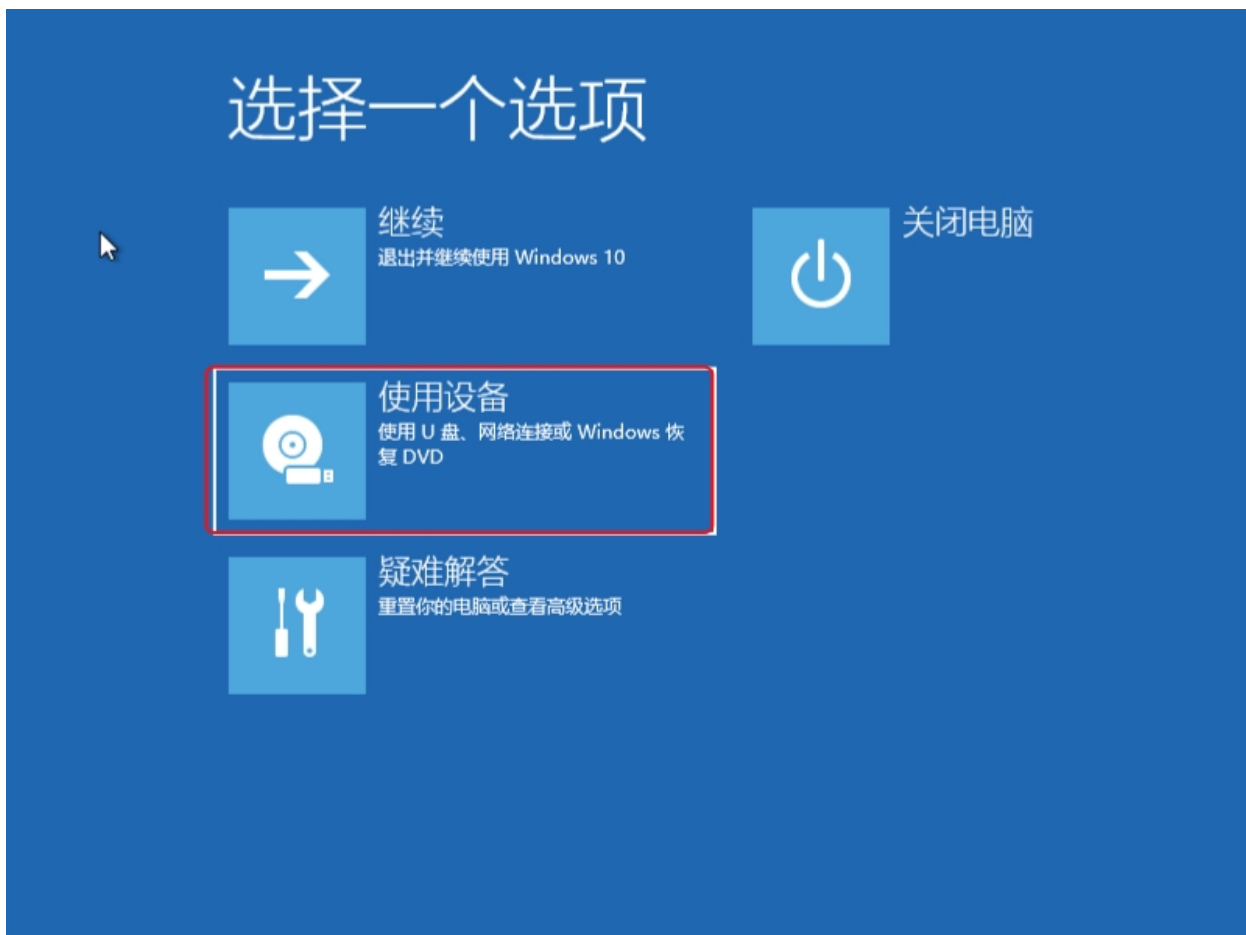 选择一个选项
继续
退出并继续使用 Windows 10
关闭电脑
使用设备
使用 U 盘、网络连接或 Windows 恢
复 DVD
疑难解答
重置你的电脑或查看高级选项